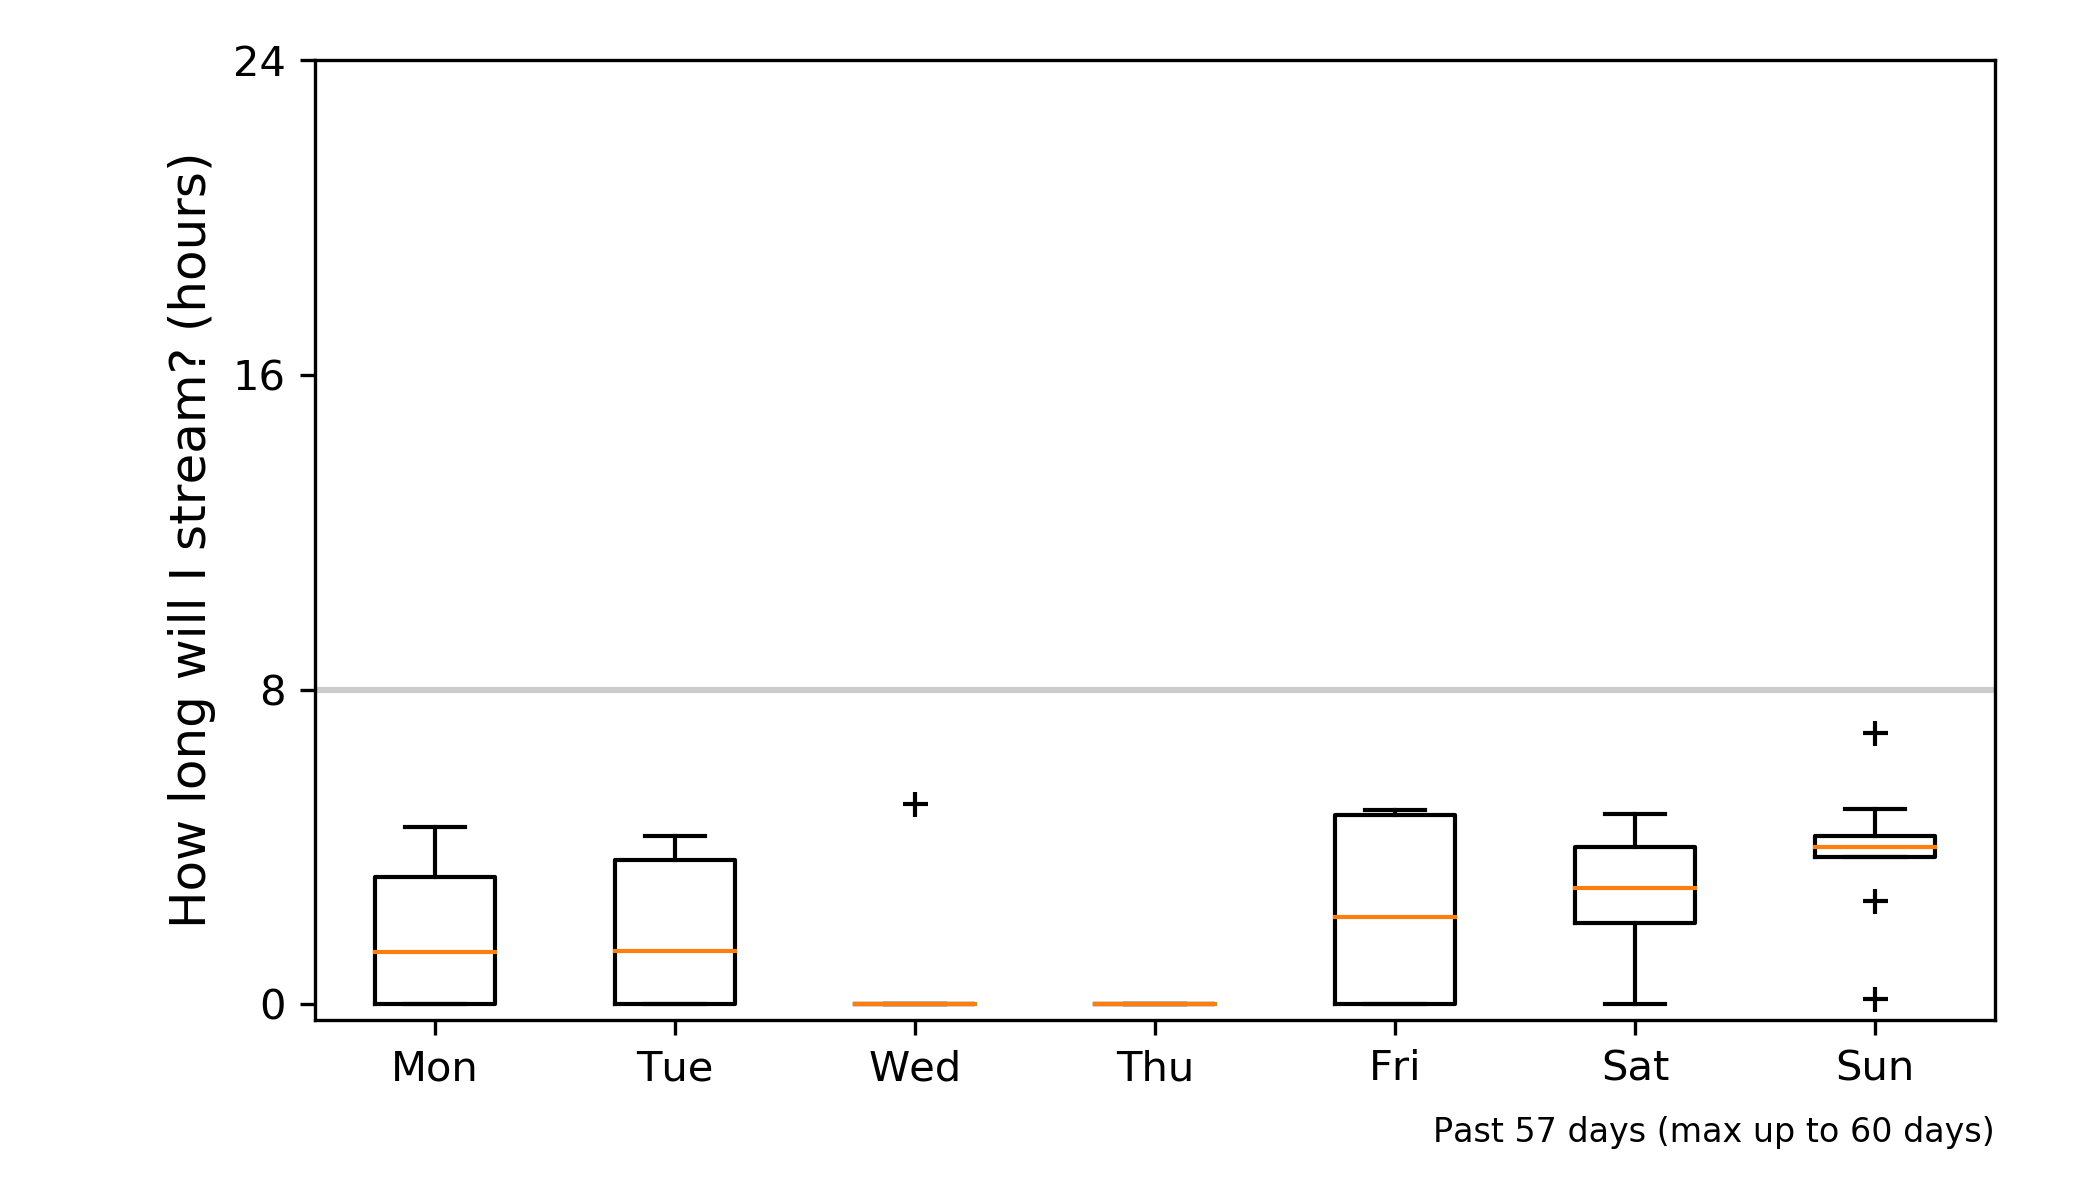 How long will I stream? (hours)
24
16
8
0
Mon Tue Wed Thu Fri Sat Sun
Past 57 days (max up to 60 days)